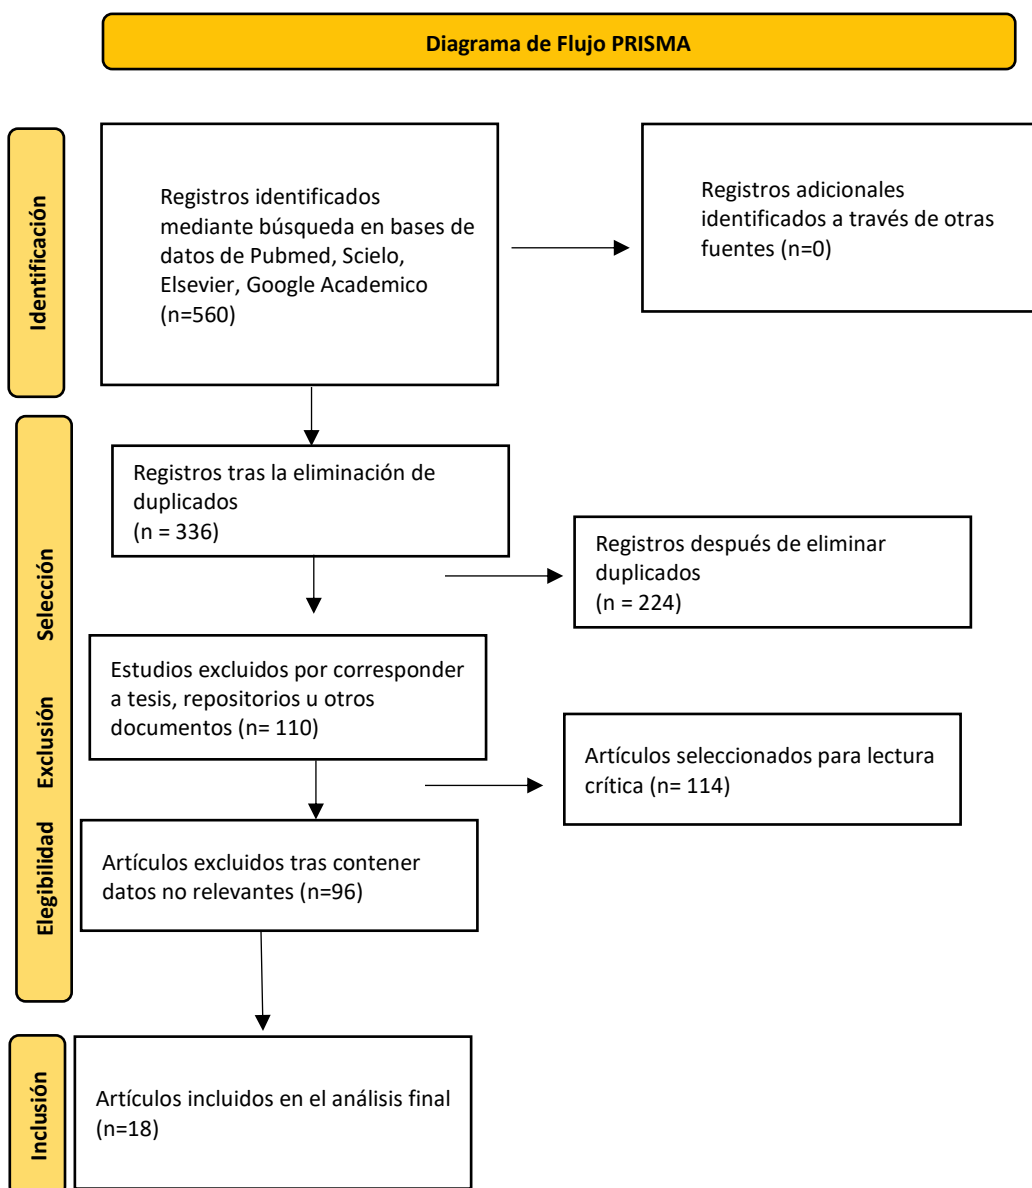 Diagrama de Flujo PRISMA
Identificación
Registros identificados
mediante búsqueda en bases de
datos de Pubmed, Scielo,
Elsevier, Google Academico
(n=560)
Registros adicionales
identificados a través de otras
fuentes (n=0)
Selección
Registros tras la eliminación de
duplicados
(n = 336)
Registros después de eliminar
duplicados
(n = 224)
Exclusión
Estudios excluidos por corresponder
a tesis, repositorios u otros
documentos (n= 110)
Artículos seleccionados para lectura
crítica (n= 114)
Elegibilidad
Artículos excluidos tras contener
datos no relevantes (n=96)
Inclusión
Artículos incluidos en el análisis final
(n=18)